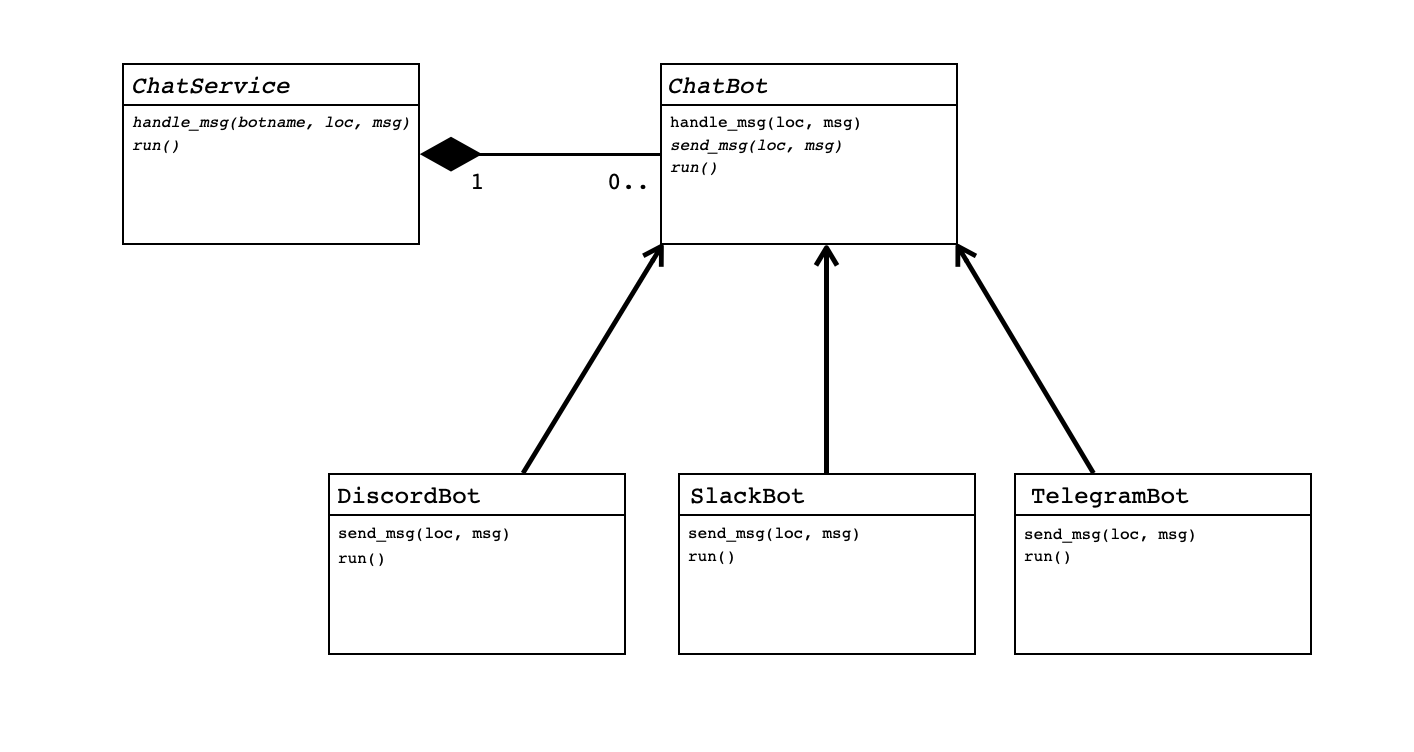 ChatService
handle_msg(botname, loc, msg)
run()
1
0..
ChatBot
handle_msg(loc, msg)
send_msg(loc, msg)
run()
DiscordBot
send_msg(loc, msg)
run()
SlackBot
send_msg(loc, msg)
run()
TelegramBot
send_msg(loc, msg)
run()